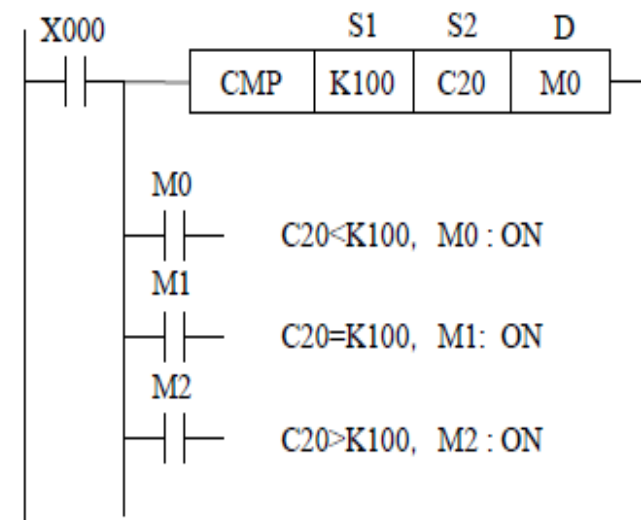 X000 S1 S2 D
CMP K100 C20 M0
M0
C20<K100, M0 : ON
M1
C20=K100, M1: ON
M2
C20>K100, M2 : ON